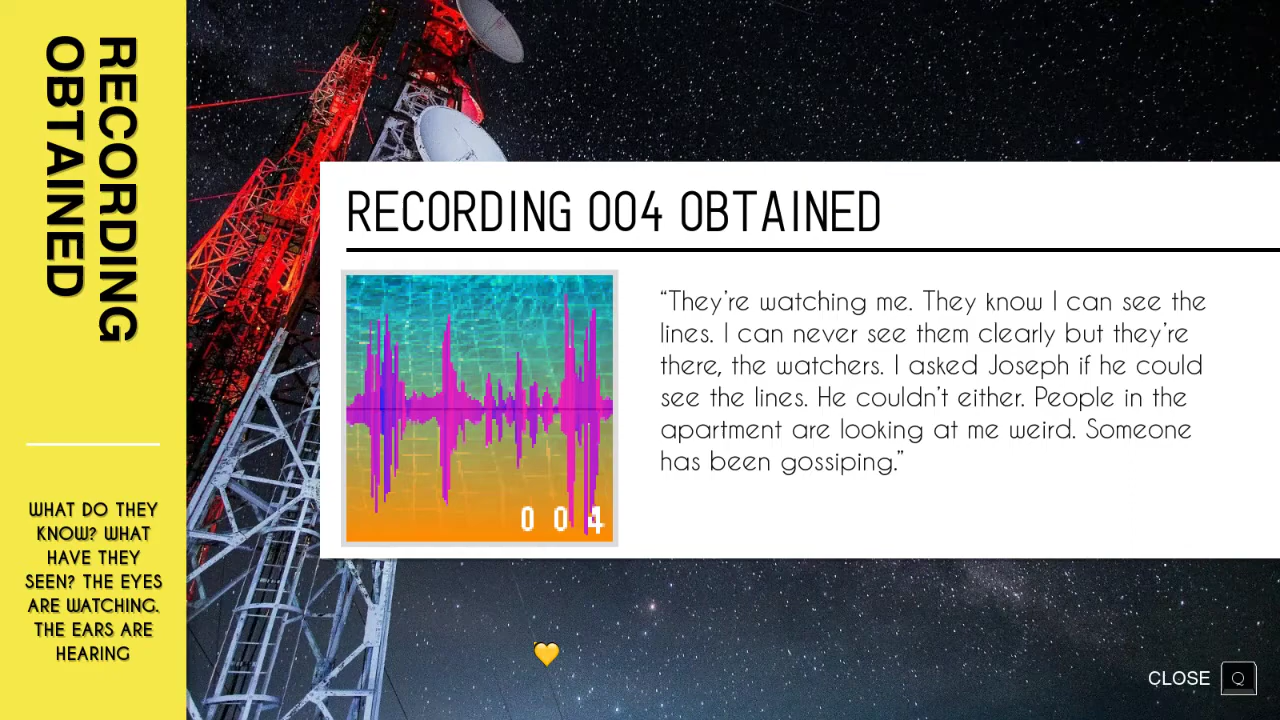 RECORDING
OBTAINED
WHAT DO THEY
KNOW? WHAT
HAVE THEY
SEEN? THE EYES
ARE WATCHING.
THE EARS ARE
HEARING
RECORDING 004 OBTAINED
004
“They’re watching me. They know I can see the
lines. I can never see them clearly but they’re
there, the watchers. I asked Joseph if he could
see the lines. He couldn’t either. People in the
apartment are looking at me weird. Someone
has been gossiping.”
CLOSE Q